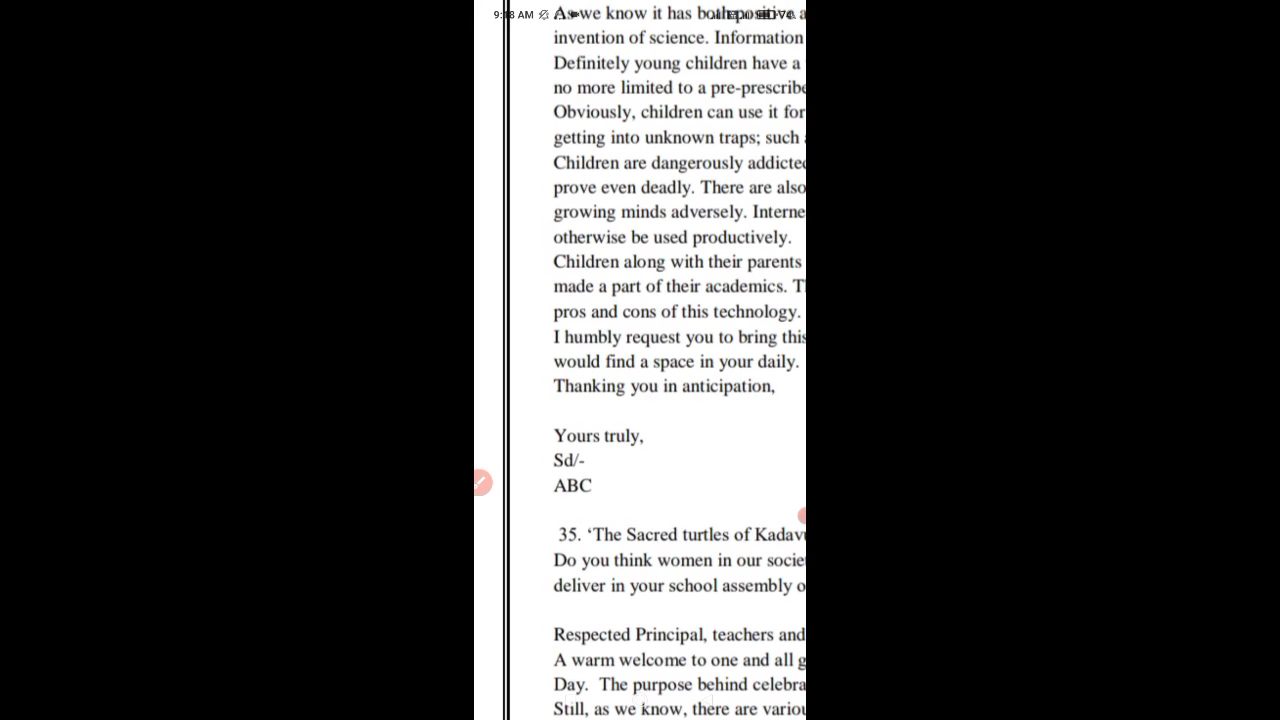 9:18 AM
As we know it has both positive a
invention of science. Information
Definitely young children have a
no more limited to a pre-prescribe
Obviously, children can use it for
getting into unknown traps; such
Children are dangerously addicted
prove even deadly. There are also
growing minds adversely. Interne
otherwise be used productively.
Children along with their parents
made a part of their academics. T
pros and cons of this technology.
I humbly request you to bring this
would find a space in your daily.
Thanking you in anticipation,
Yours truly,
Sd/-
ABC
35. ‘The Sacred turtles of Kadavu
Do you think women in our socie
deliver in your school assembly o
Respected Principal, teachers and
A warm welcome to one and all g
Day. The purpose behind celebra
Still, as we know, there are variou